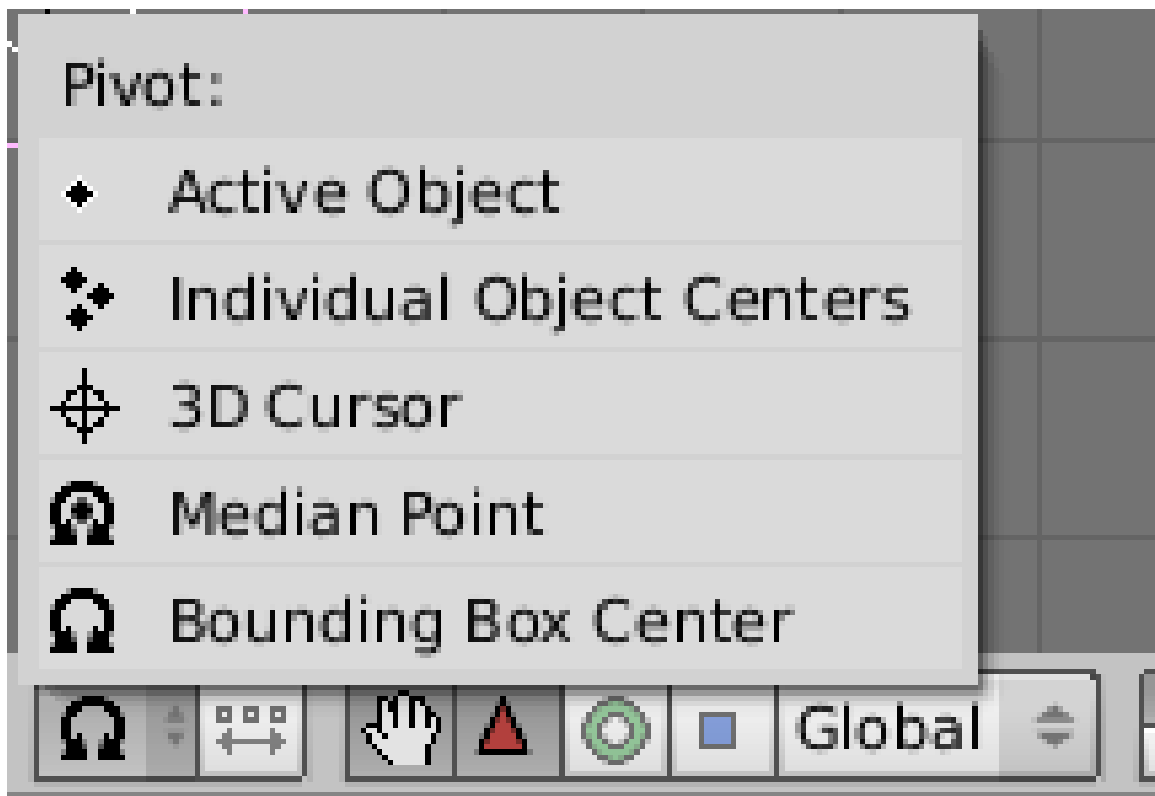 Pivot:
Active Object
Individual Object Centers
3D Cursor
Median Point
Bounding Box Center
Global